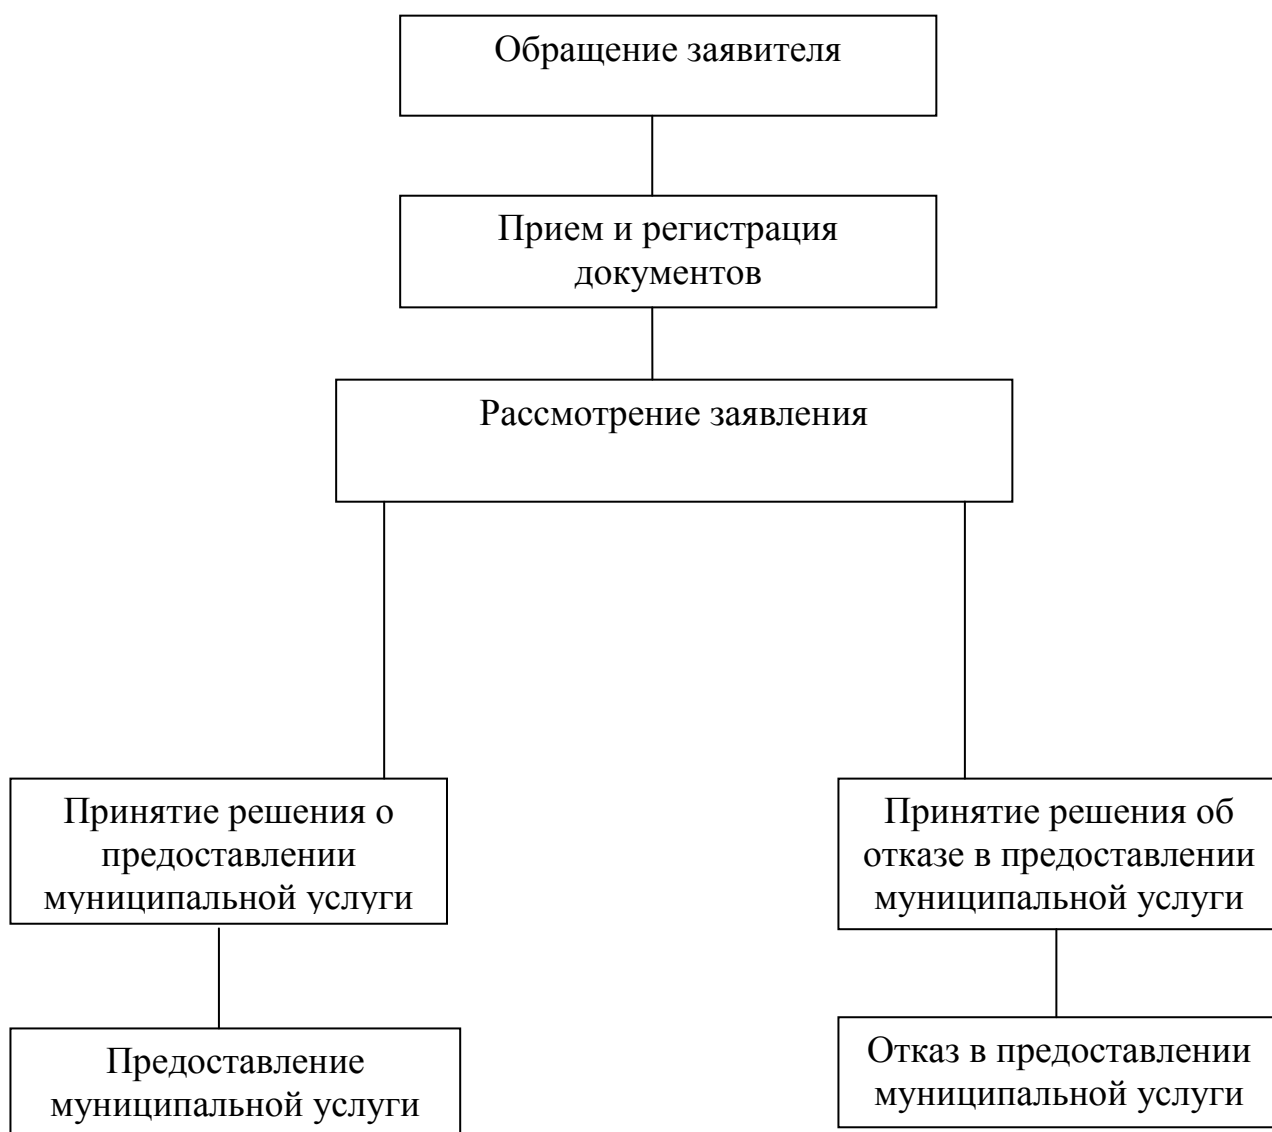 Обращение заявителя
Прием и регистрация
документов
Рассмотрение заявления
Принятие решения о
предоставлении
муниципальной услуги
Принятие решения об
отказе в предоставлении
муниципальной услуги
Предоставление
муниципальной услуги
Отказ в предоставлении
муниципальной услуги